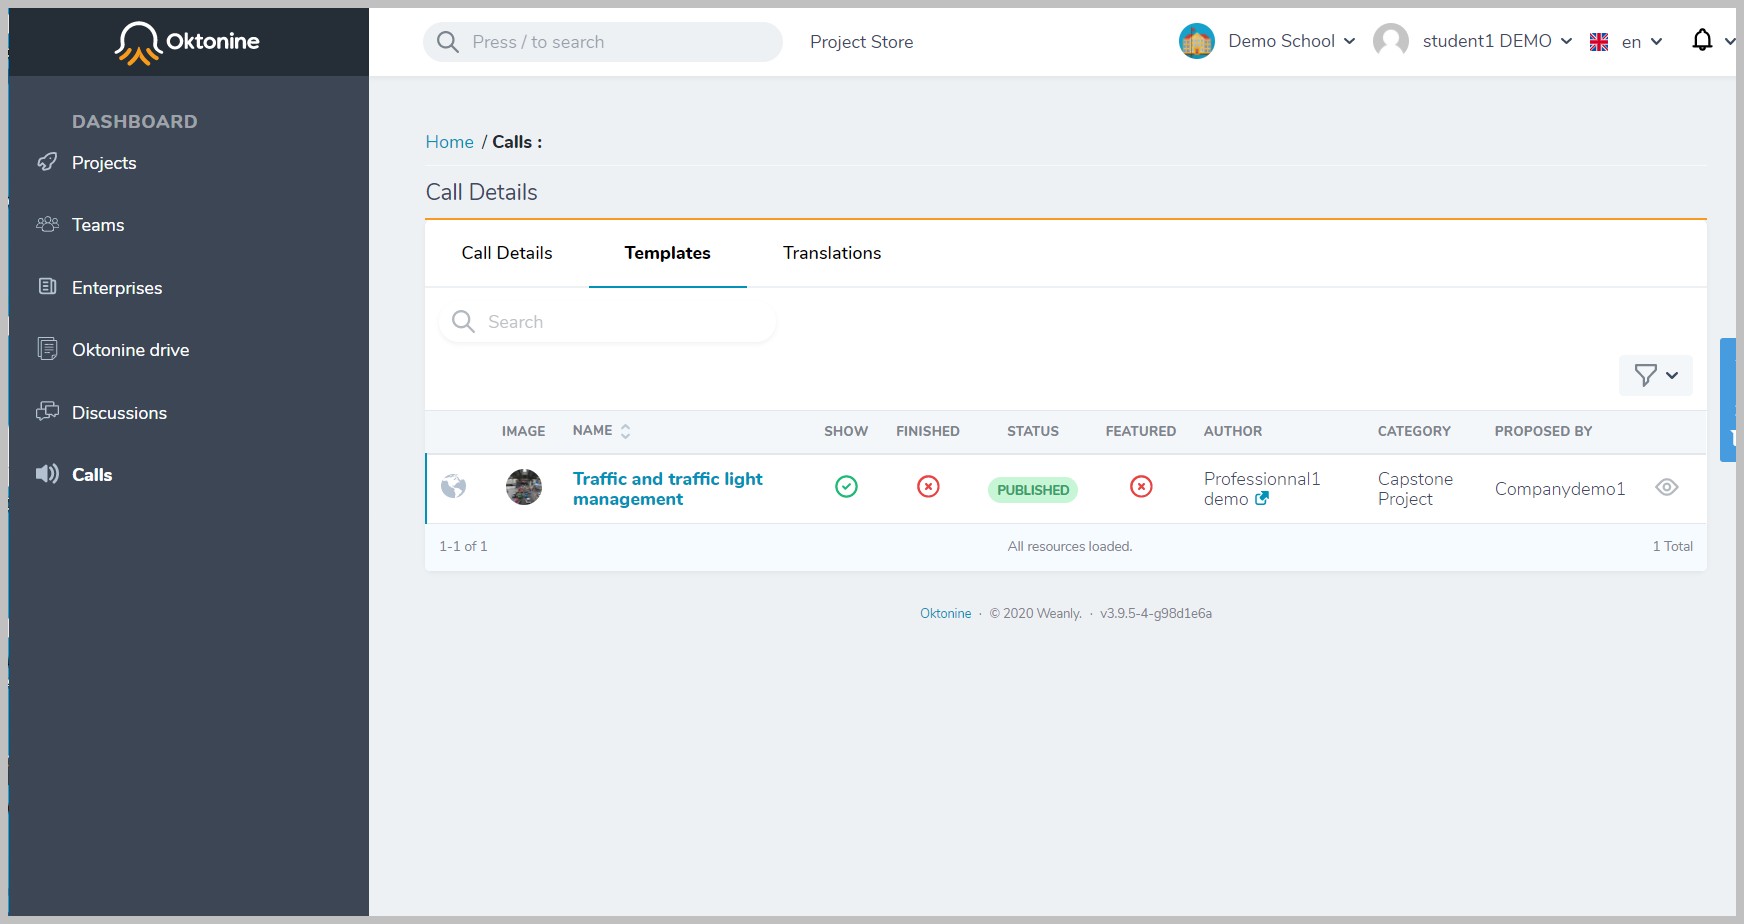 Oktonine
Press / to search
Project Store
Demo School
student1 DEMO
en
DASHBOARD
Projects
Teams
Enterprises
Oktonine drive
Discussions
Calls
Home / Calls :
Call Details
Call Details Templates Translations
Search
IMAGE NAME SHOW FINISHED STATUS FEATURED AUTHOR CATEGORY PROPOSED BY
Traffic and traffic light
management
PUBLISHED
Professionnal1
demo
Capstone
Project
Companydemo1
1-1 of 1 All resources loaded. 1 Total
Oktonine · © 2020 Weanly. · v3.9.5-4-g98d1e6a